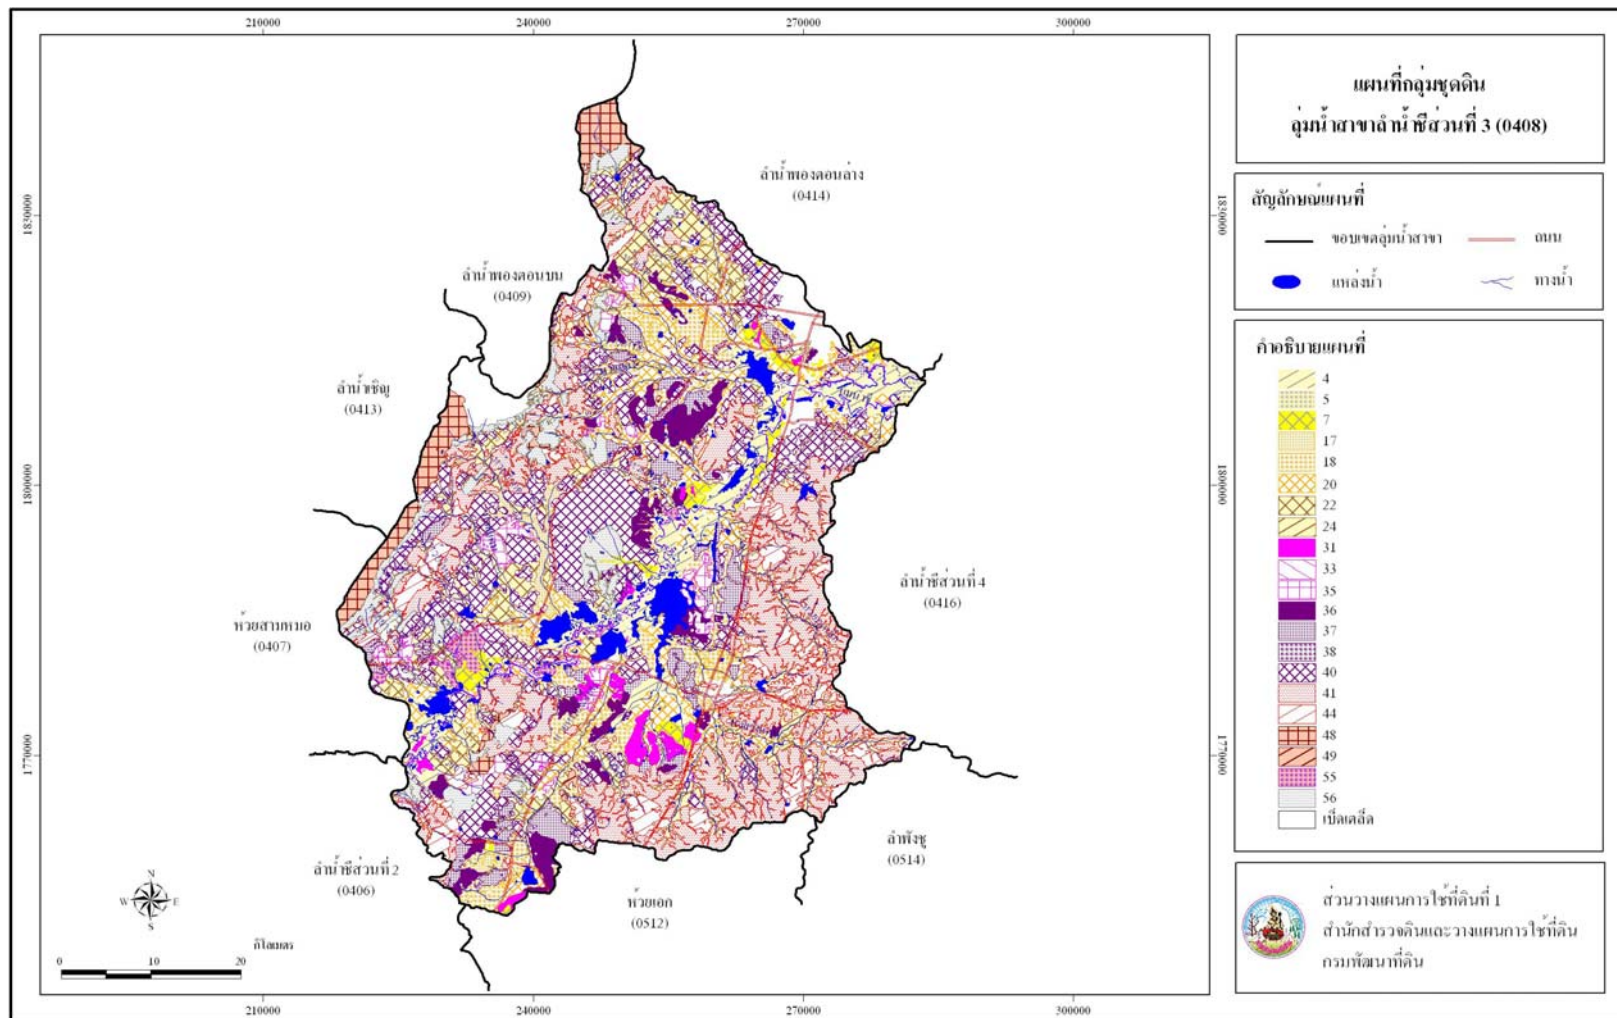 210000
240000
270000
300000
แผนที่กลุ่มชุดดิน
ลุ่มน้ำสาขาลำน้ำชีส่วนที่ 3 (0408)
สัญลักษณ์แผนที่
ขอบเขตลุ่มน้ำสาขา
ถนน
แหล่งน้ำ
ทางน้ำ
คำอธิบายแผนที่
4
5
7
17
18
20
22
24
31
33
35
36
37
38
40
41
44
48
49
55
56
เบ็ดเตล็ด
ส่วนวางแผนการใช้ที่ดินที่ 1
สำนักสำรวจดินและวางแผนการใช้ที่ดิน
กรมพัฒนาที่ดิน
1830000
1800000
1770000
1830000
1800000
1770000
ลำน้ำพองตอนล่าง
(0414)
ลำน้ำพองตอนบน
(0409)
ลำน้ำเชิญ
(0413)
ลำน้ำชีส่วนที่ 4
(0416)
ห้วยสามหมอ
(0407)
ลำพังชู
(0514)
ลำน้ำชีส่วนที่ 2
(0406)
ห้วยเอก
(0512)
N
W
E
S
กิโลเมตร
0
10
20
210000
240000
270000
300000